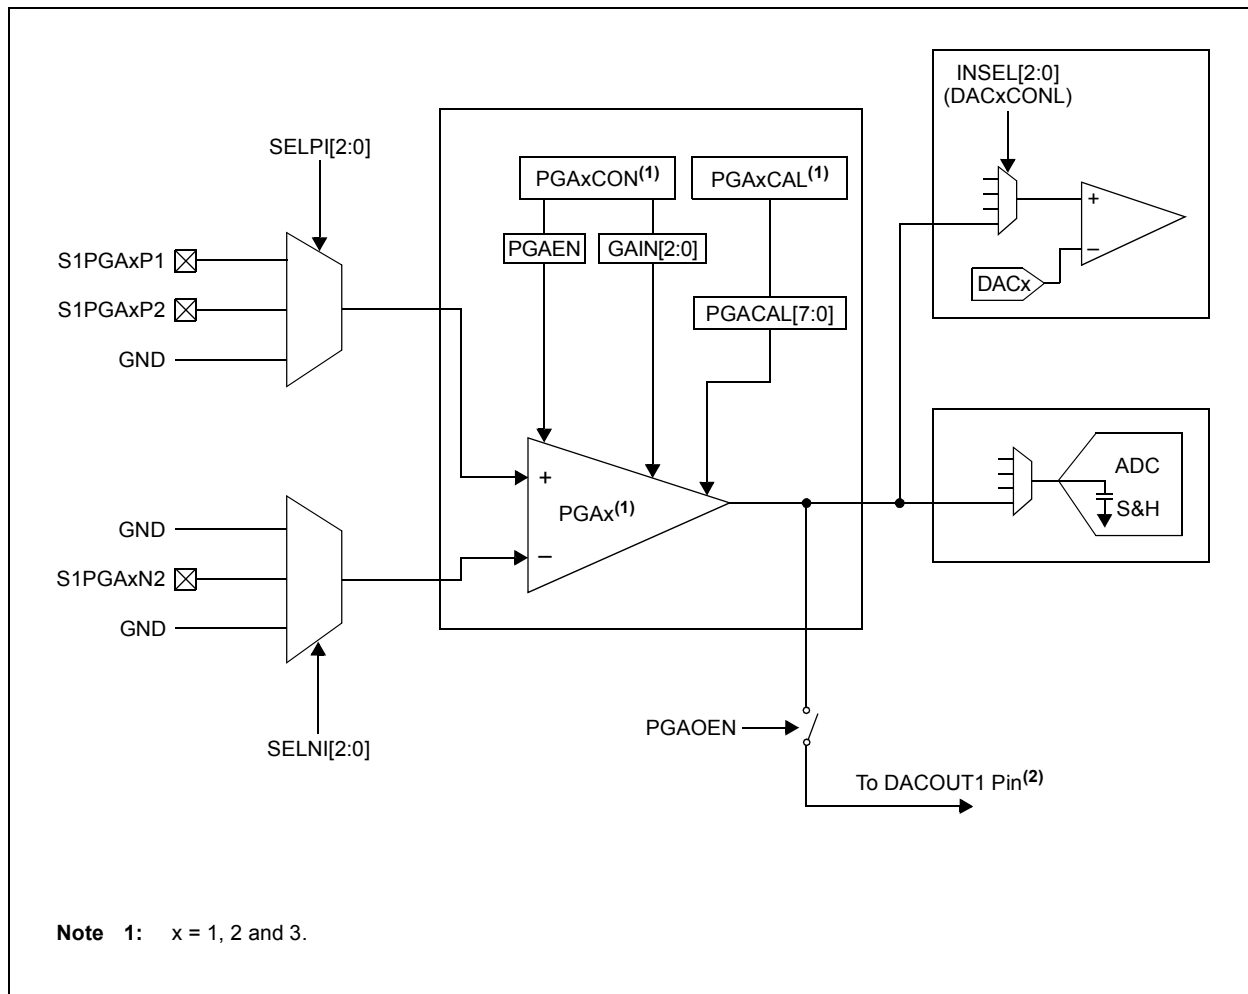 INSEL[2:0]
(DACxCONL)
SELPI[2:0]
PGAxCON(1)
PGAxCAL(1)
PGAEN
GAIN[2:0]
PGACAL[7:0]
S1PGAxP1
S1PGAxP2
GND
+
−
DACx
GND
S1PGAxN2
GND
+
−
PGAx(1)
ADC
S&H
SELNI[2:0]
PGAOEN
To DACOUT1 Pin(2)
Note 1: x = 1, 2 and 3.